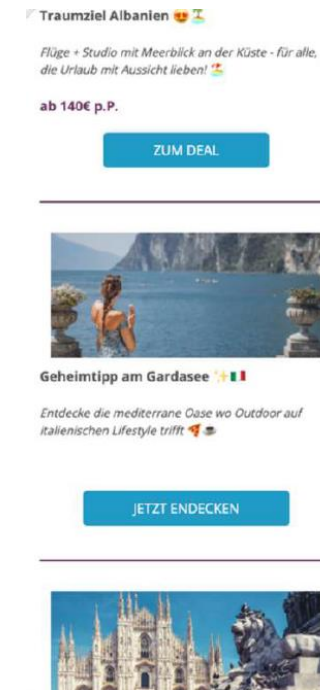 Traumziel Albanien 😍🏝️
Flüge + Studio mit Meerblick an der Küste - für alle,
die Urlaub mit Aussicht lieben! 🏝️
ab 140€ p.P.
ZUM DEAL
Geheimtipp am Gardasee ✨🇮🇹
Entdecke die mediterrane Oase wo Outdoor auf
italienischen Lifestyle trifft 🍕☕
JETZT ENDECKEN